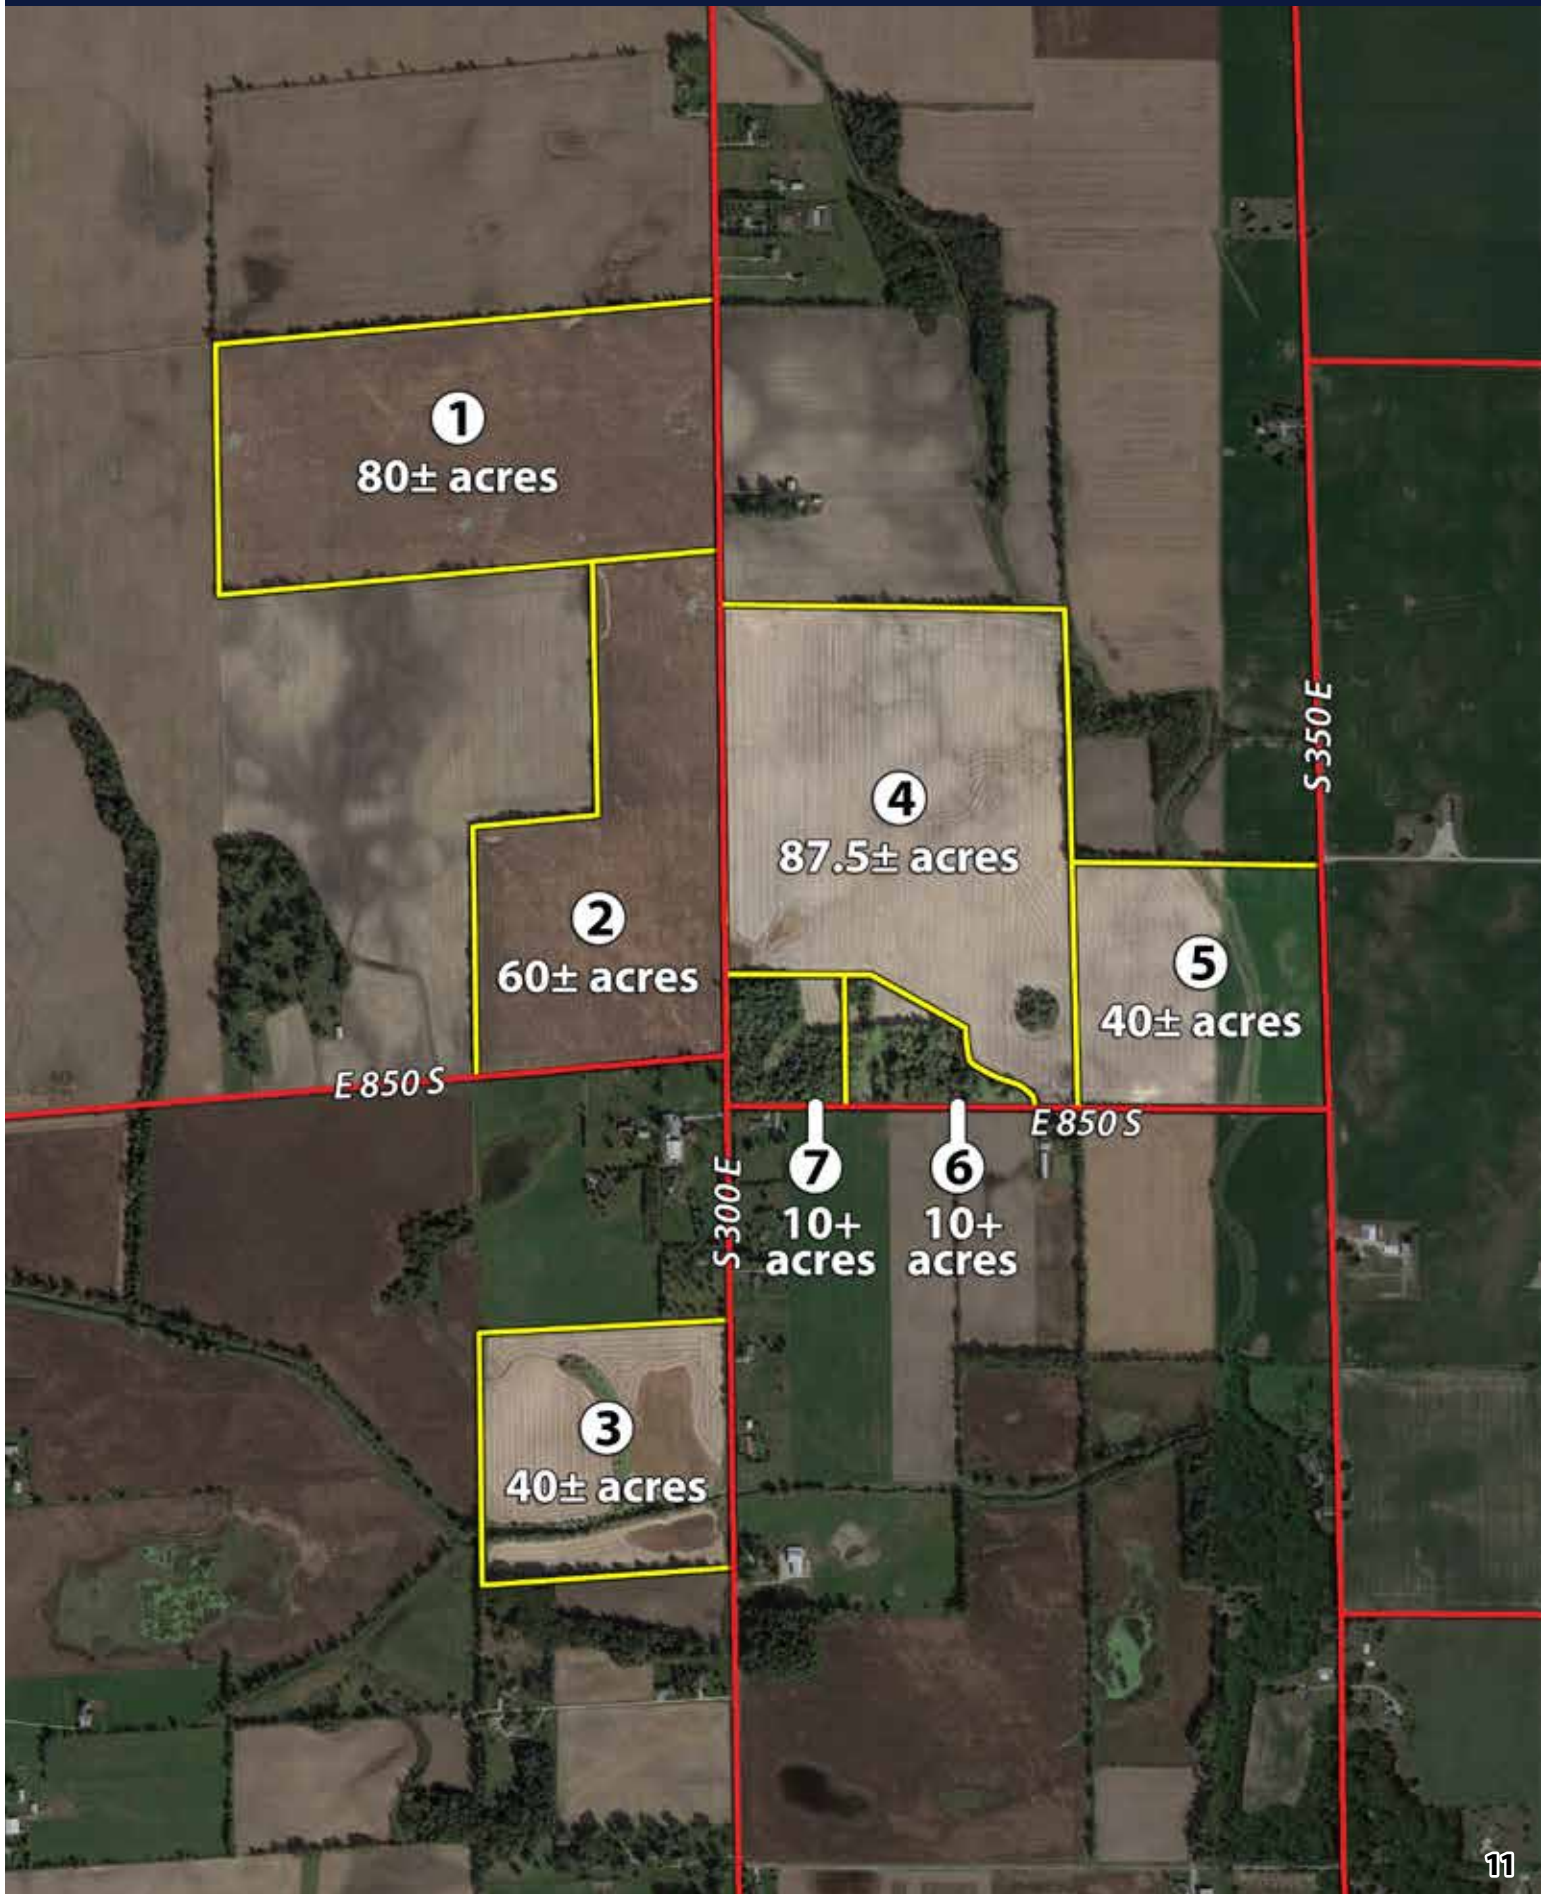 1
80± acres
S 350 E
4
87.5± acres
2
60± acres
5
40± acres
E 850 S
E 850 S
S 300 E
7
10+
acres
6
10+
acres
3
40± acres
11